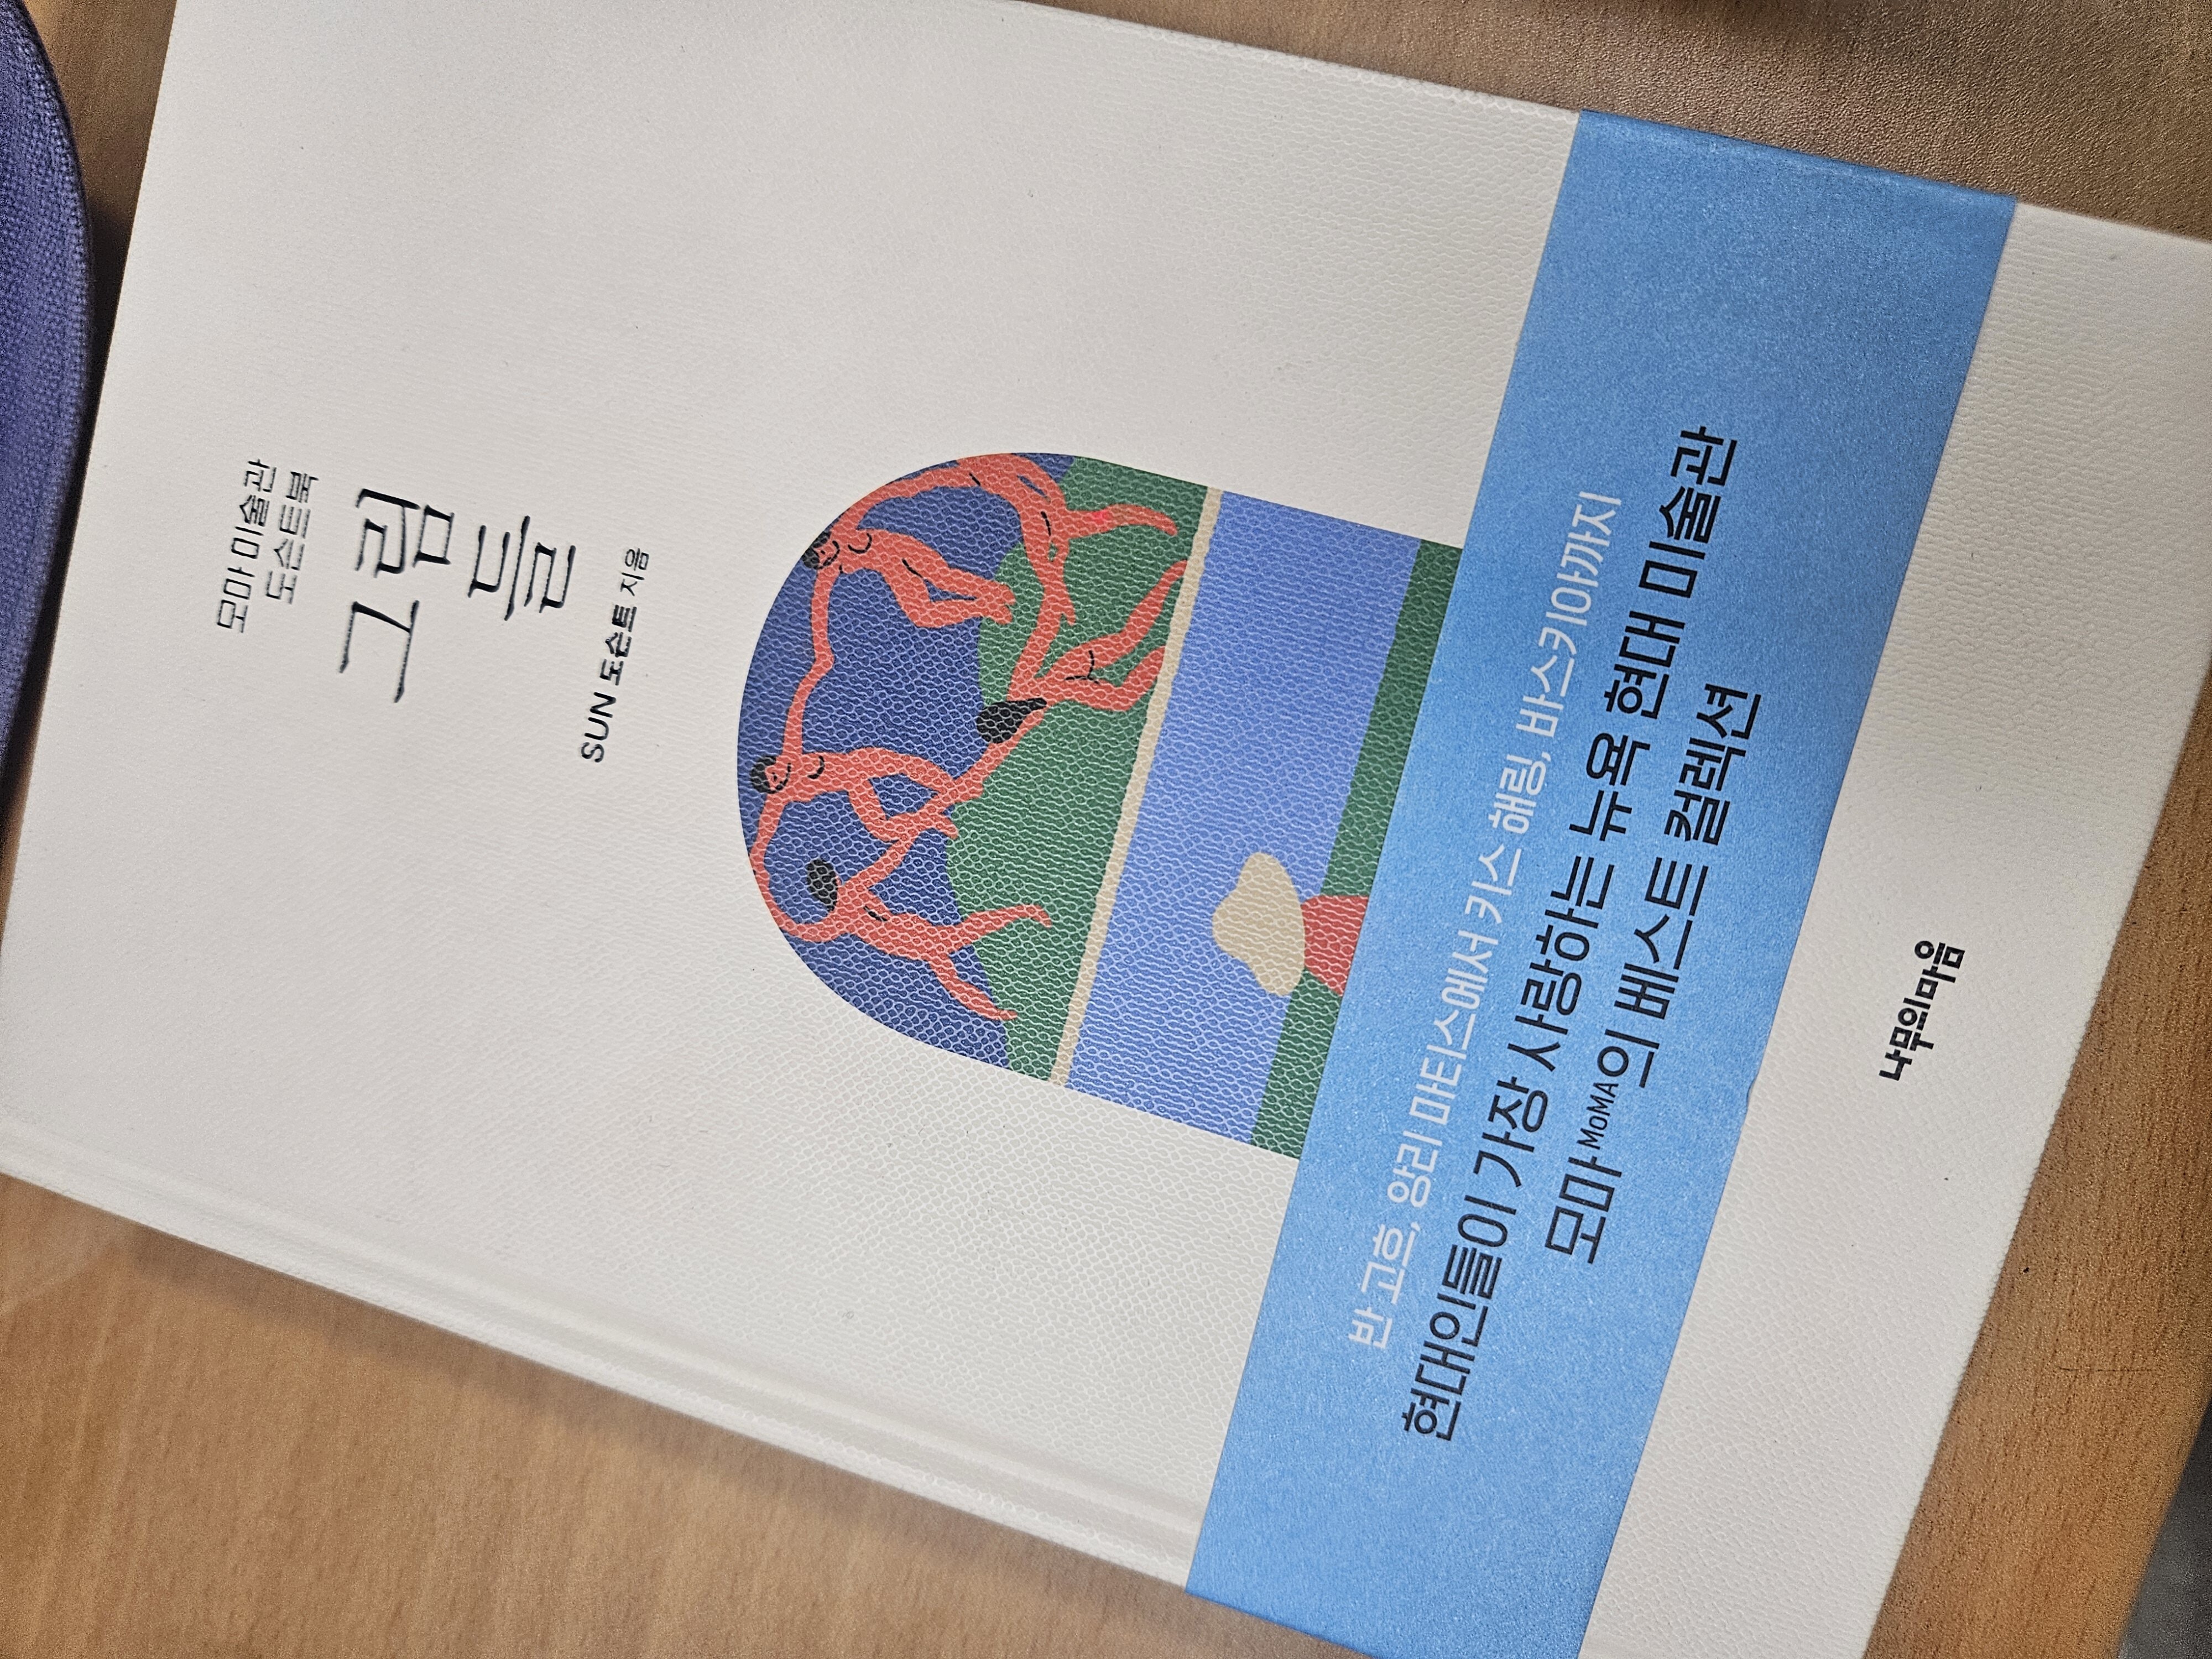 모마 미술관
도슨트북
그림
들
SUN 도슨트 지음
반 고흐, 앙리 마티스에서 키스 해링, 바스키아까지
현대인들이 가장 사랑하는 뉴욕 현대 미술관
모마MoMA의 베스트 컬렉션
나무의마음